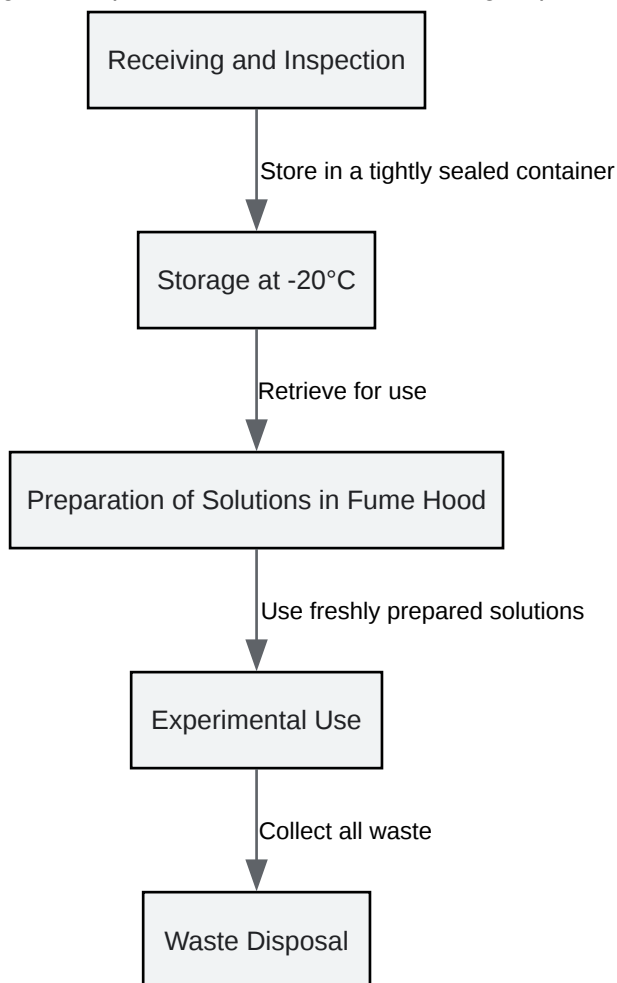 Receiving and Inspection
Store in a tightly sealed container
Storage at -20°C
Retrieve for use
Preparation of Solutions in Fume Hood
Use freshly prepared solutions
Experimental Use
Collect all waste
Waste Disposal